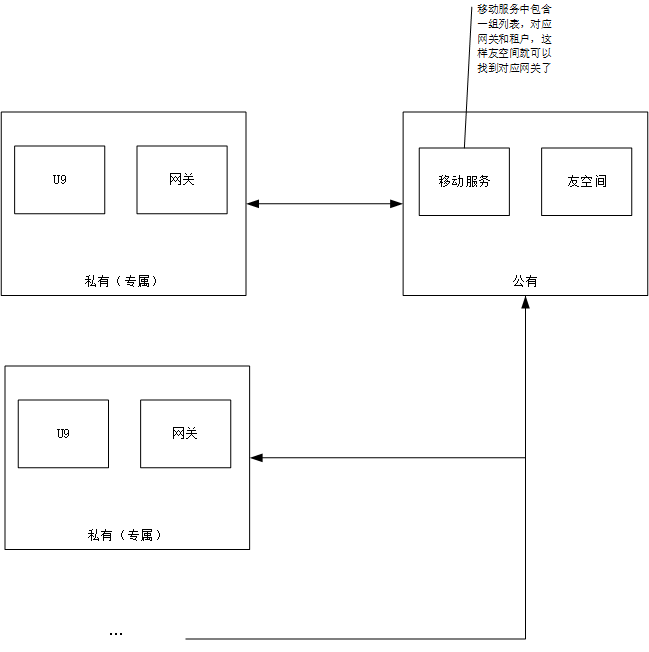 移动服务中包含
一组列表，对应
网关和租户，这
样友空间就可以
找到对应网关了
U9
网关
私有（专属）
移动服务
友空间
公有
U9
网关
私有（专属）
...